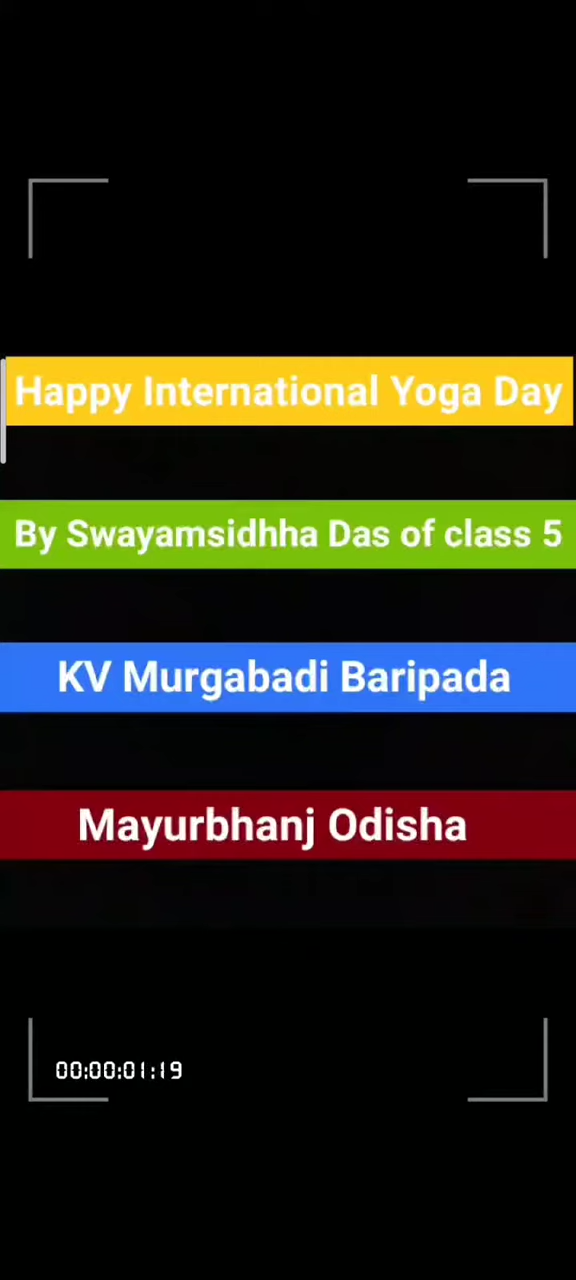 Happy International Yoga Day
By Swayamsidhha Das of class 5
KV Murgabadi Baripada
Mayurbhanj Odisha
00:00:01:19